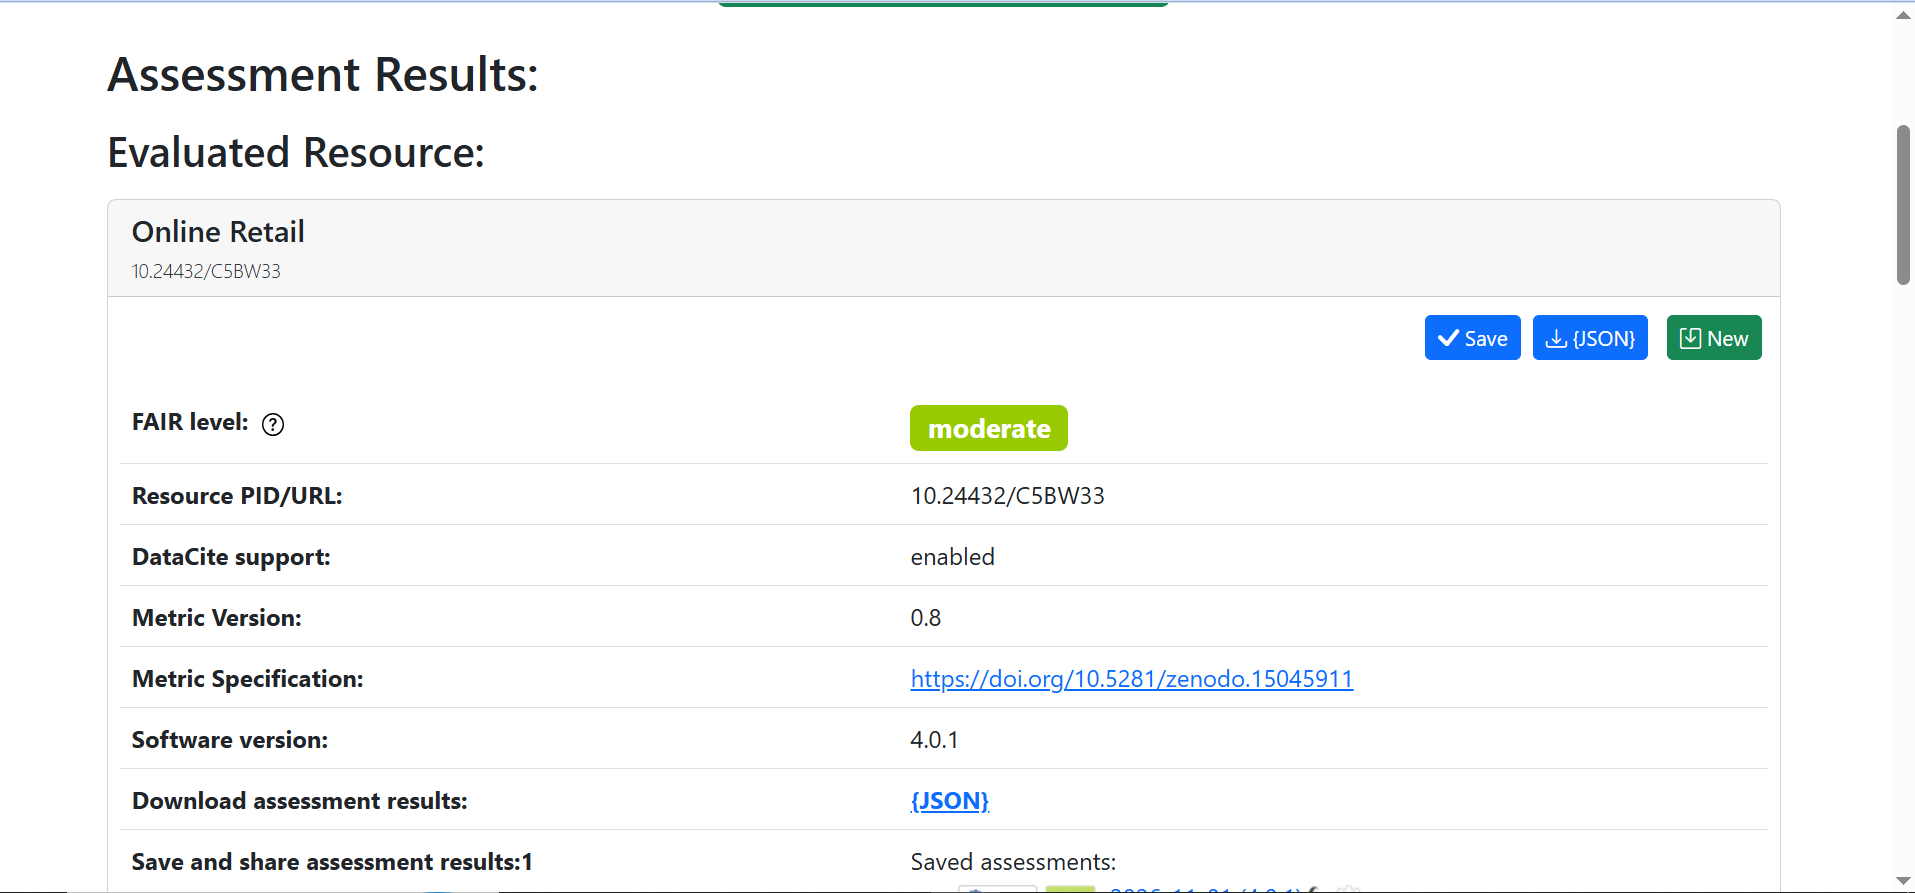 Assessment Results:
Evaluated Resource:
Online Retail
10.24432/C5BW33
Save {JSON} New
FAIR level: ? moderate
Resource PID/URL: 10.24432/C5BW33
DataCite support: enabled
Metric Version: 0.8
Metric Specification: https://doi.org/10.5281/zenodo.15045911
Software version: 4.0.1
Download assessment results: {JSON}
Save and share assessment results:1 Saved assessments: